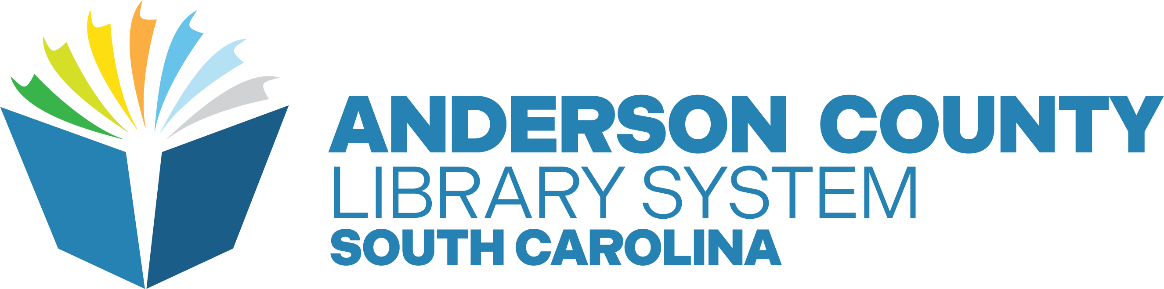 ANDERSON COUNTY
LIBRARY SYSTEM
SOUTH CAROLINA